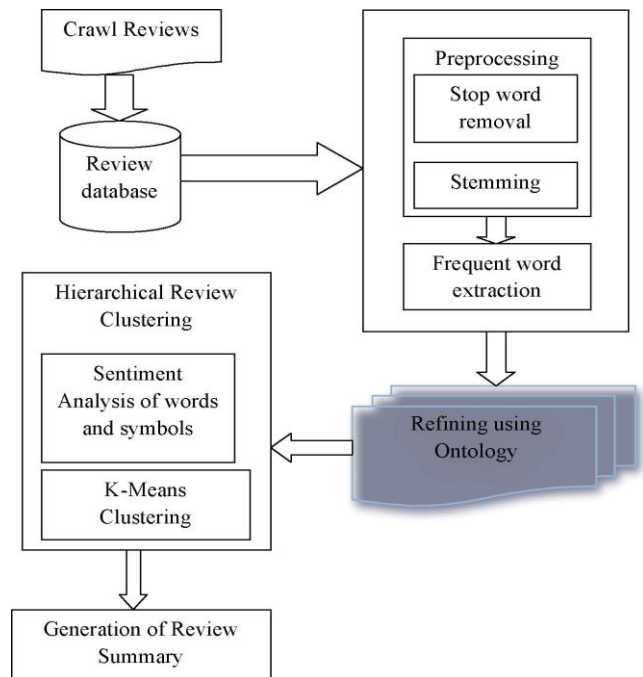 Crawl Reviews
Review
database
Preprocessing
Stop word
removal
Stemming
Frequent word
extraction
Refining using
Ontology
Hierarchical Review
Clustering
Sentiment
Analysis of words
and symbols
K-Means
Clustering
Generation of Review
Summary